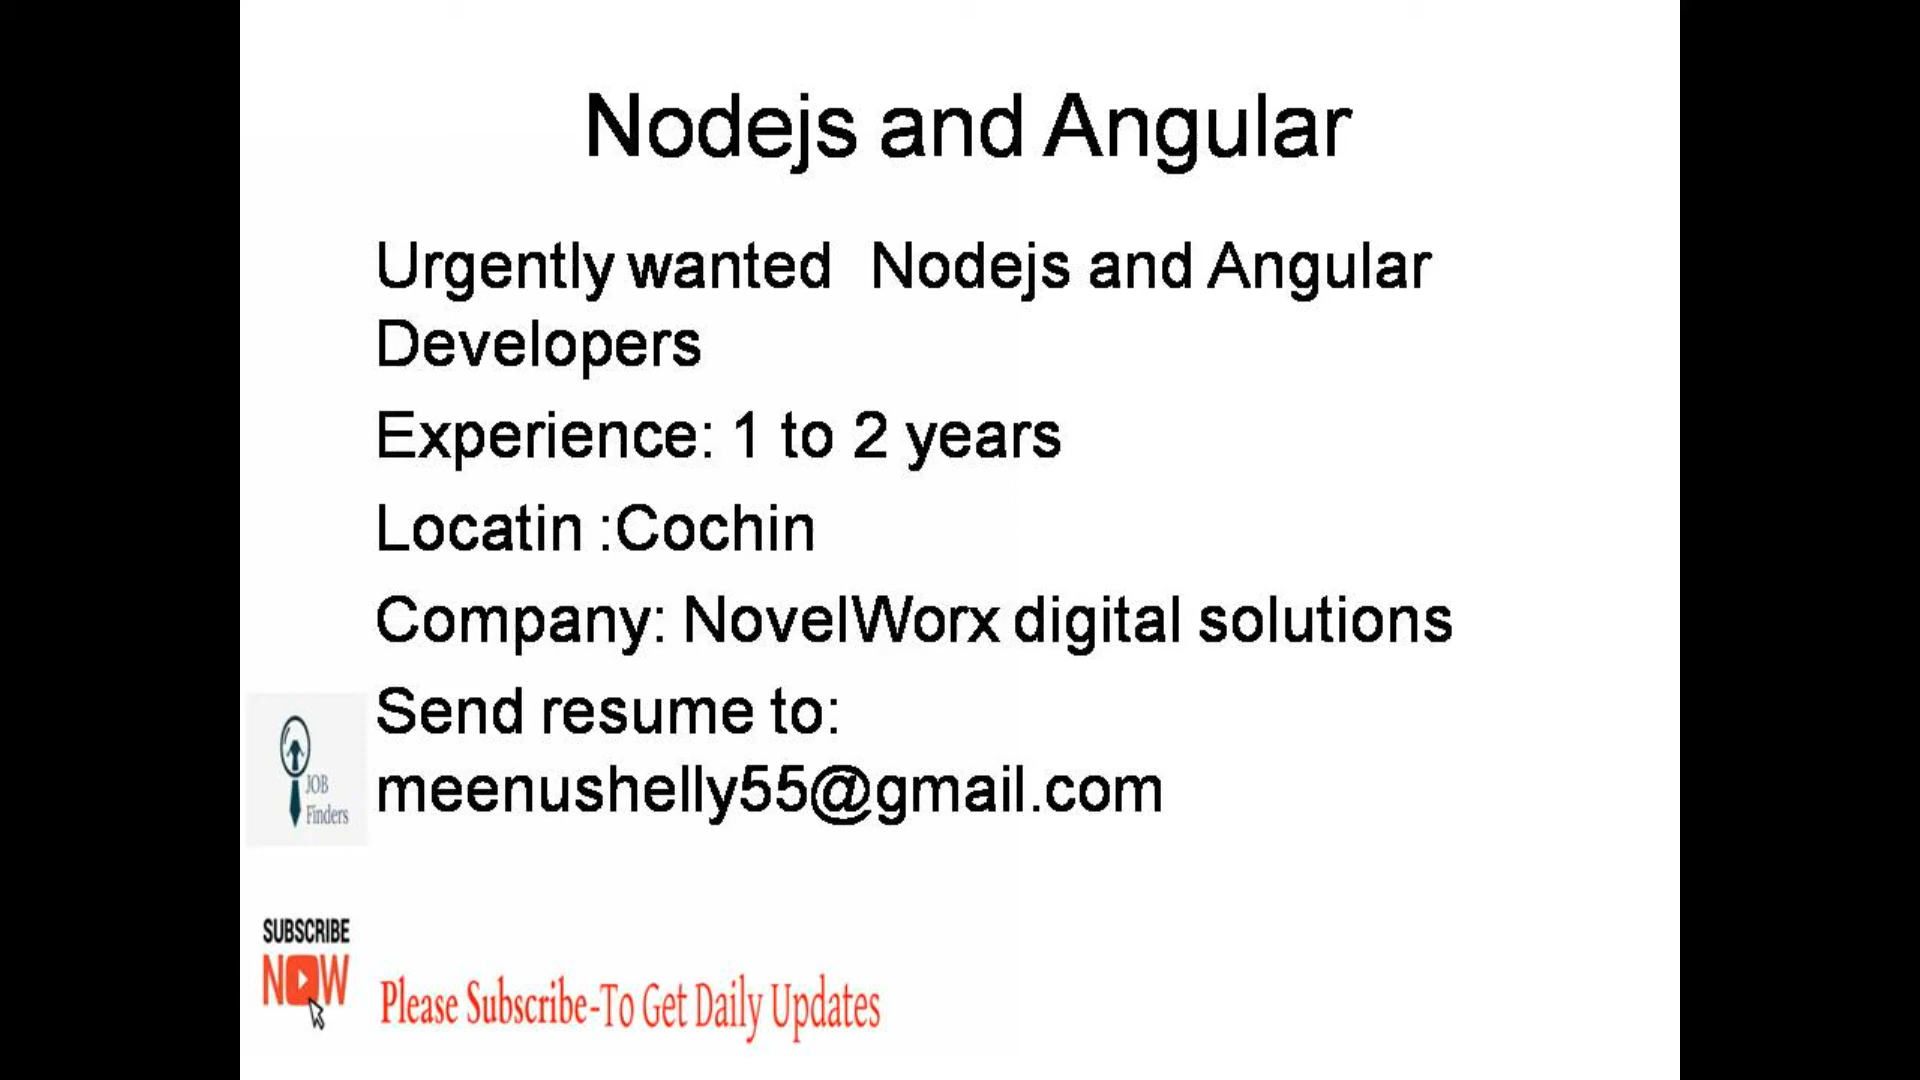 Nodejs and Angular
Urgently wanted Nodejs and Angular
Developers
Experience: 1 to 2 years
Locatin :Cochin
Company: NovelWorx digital solutions
Send resume to:
meenushelly55@gmail.com
JOB
Finders
SUBSCRIBE
NOW
Please Subscribe-To Get Daily Updates